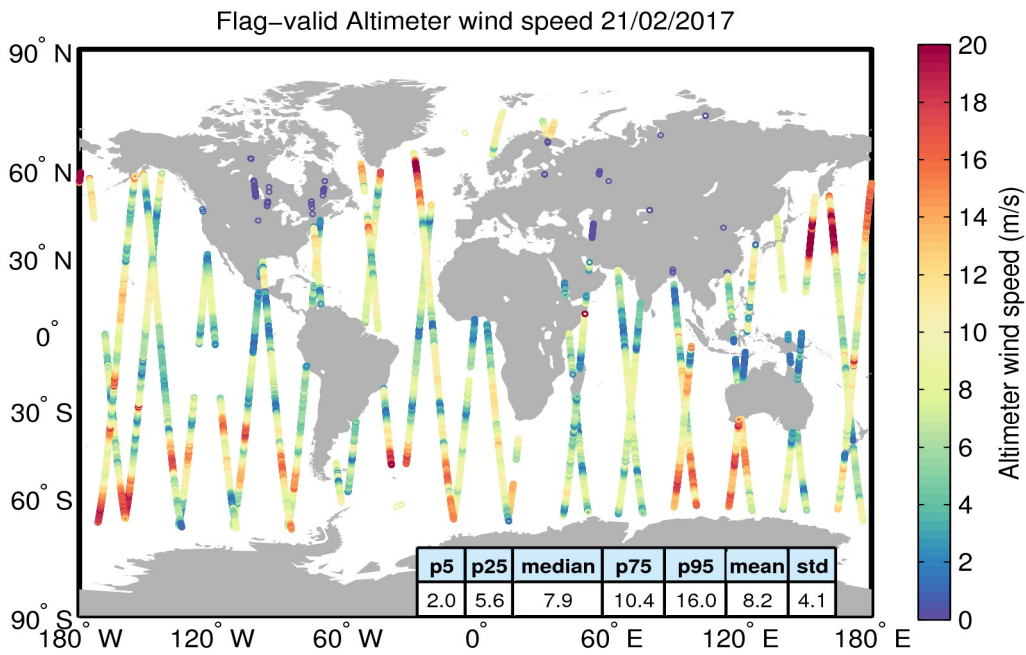 Flag−valid Altimeter wind speed 21/02/2017
90° N
60° N
30° N
0°
30° S
60° S
90° S
180° W
120° W
60° W
0°
60° E
120° E
180° E
p5 p25 median p75 p95 mean std
2.0 5.6 7.9 10.4 16.0 8.2 4.1
20
18
16
14
12
10
8
6
4
2
0
Altimeter wind speed (m/s)